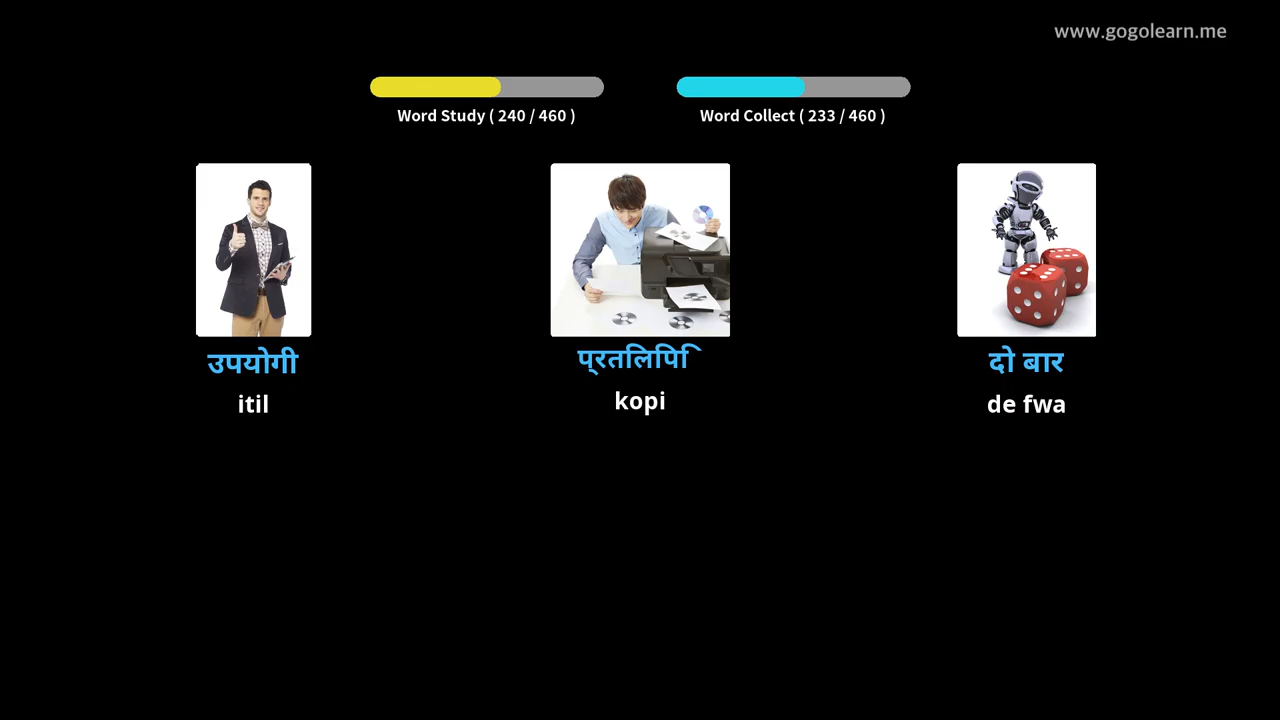 www.gogolearn.me
Word Study ( 240 / 460 )
Word Collect ( 233 / 460 )
उपयोगी
प्रतलिपिि
दो बार
itil
kopi
de fwa